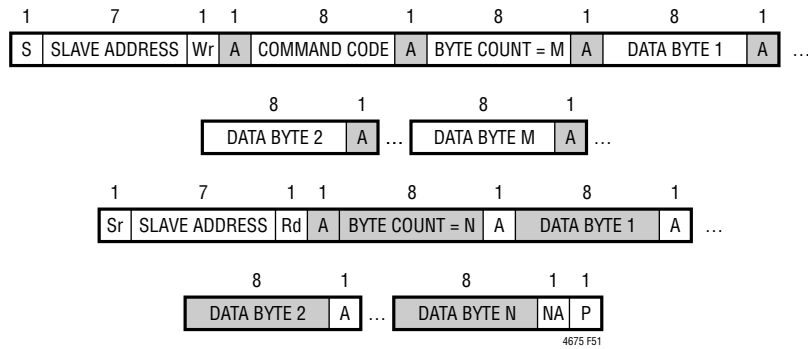 1 7 1 1 8 1 8 1 8 1
S SLAVE ADDRESS Wr A COMMAND CODE A BYTE COUNT = M A DATA BYTE 1 A …
8 1 8 1
DATA BYTE 2 A … DATA BYTE M A …
1 7 1 1 8 1 8 1
Sr SLAVE ADDRESS Rd A BYTE COUNT = N A DATA BYTE 1 A …
8 1 8 1 1
DATA BYTE 2 A … DATA BYTE N NA P
4675 F51